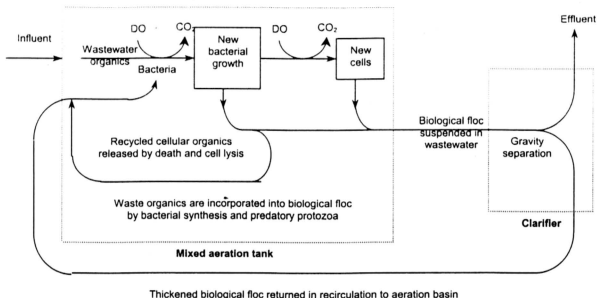 Effluent
Influent
DO
CO₂
DO
CO₂
Wastewater
organics
Bacteria
New
bacterial
growth
New
cells
Biological floc
suspended in
wastewater
Gravity
separation
Recycled cellular organics
released by death and cell lysis
Waste organics are incorporated into biological floc
by bacterial synthesis and predatory protozoa
Clarifler
Mixed aeration tank
Thickened biological floc returned in recirculation to aeration basin